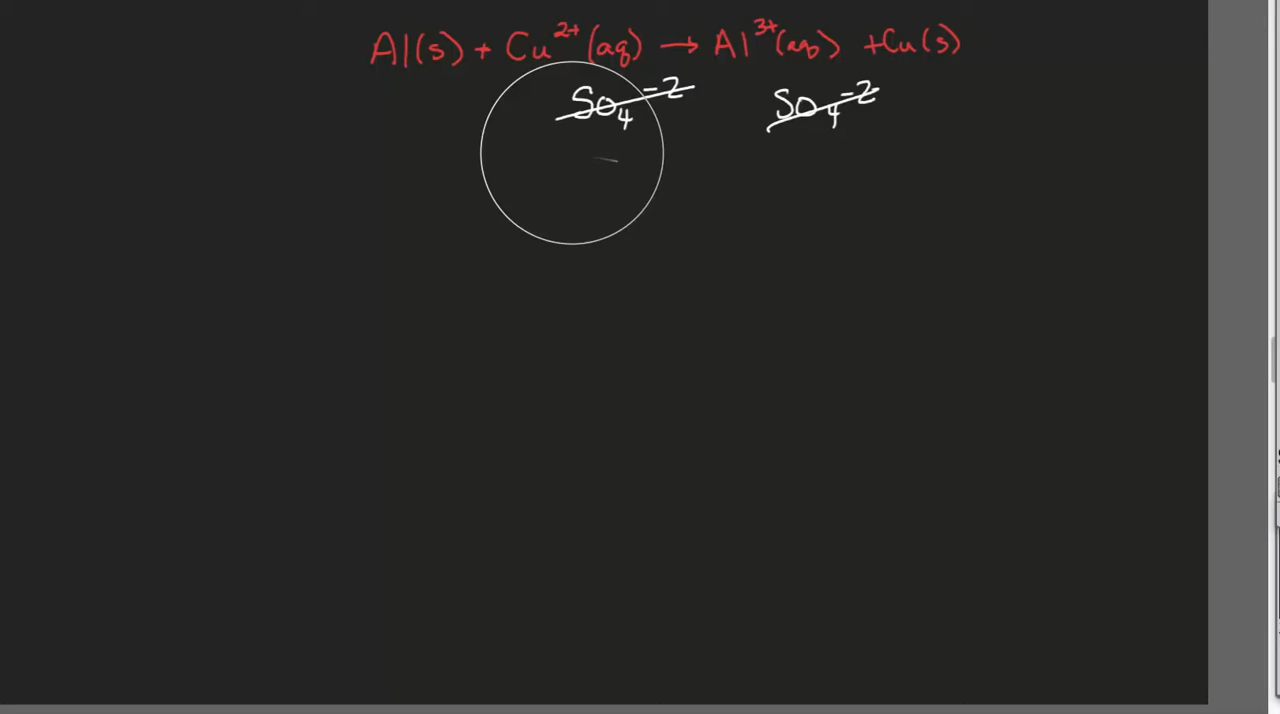 Al(s) + Cu²⁺(aq) → Al³⁺(aq) + Cu(s)
SO₄⁻² SO₄⁻²